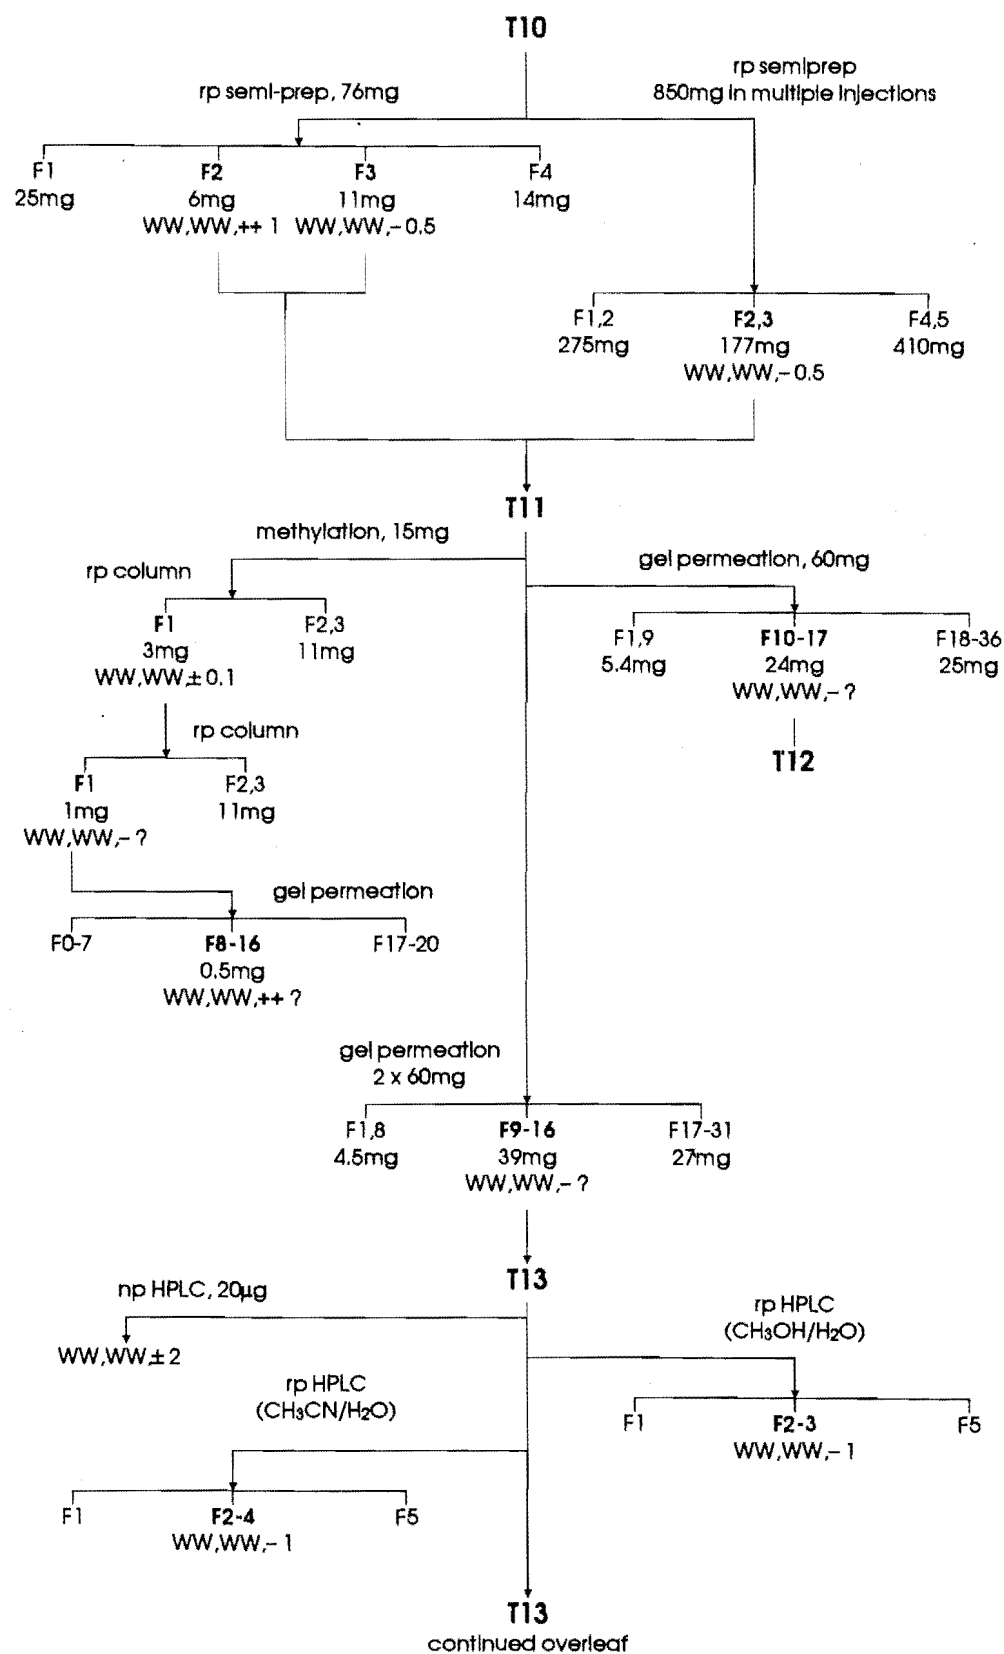 T10
rp semi-prep, 76mg
rp semiprep
850mg in multiple injections
F1
25mg
F2
6mg
WW,WW,++ 1
F3
11mg
WW,WW,- 0.5
F4
14mg
F1,2
275mg
F2,3
177mg
WW,WW,- 0.5
F4,5
410mg
T11
methylation, 15mg
gel permeation, 60mg
rp column
F1
3mg
WW,WW,± 0.1
F2,3
11mg
F1,9
5.4mg
F10-17
24mg
WW,WW,- ?
F18-36
25mg
T12
rp column
F1
1mg
WW,WW,- ?
F2,3
11mg
gel permeation
F0-7
F8-16
0.5mg
WW,WW,++ ?
F17-20
gel permeation
2 x 60mg
F1,8
4.5mg
F9-16
39mg
WW,WW,- ?
F17-31
27mg
T13
np HPLC, 20µg
WW,WW,± 2
rp HPLC
(CH3OH/H2O)
F1
F2-3
WW,WW,- 1
F5
rp HPLC
(CH3CN/H2O)
F1
F2-4
WW,WW,- 1
F5
T13
continued overleaf